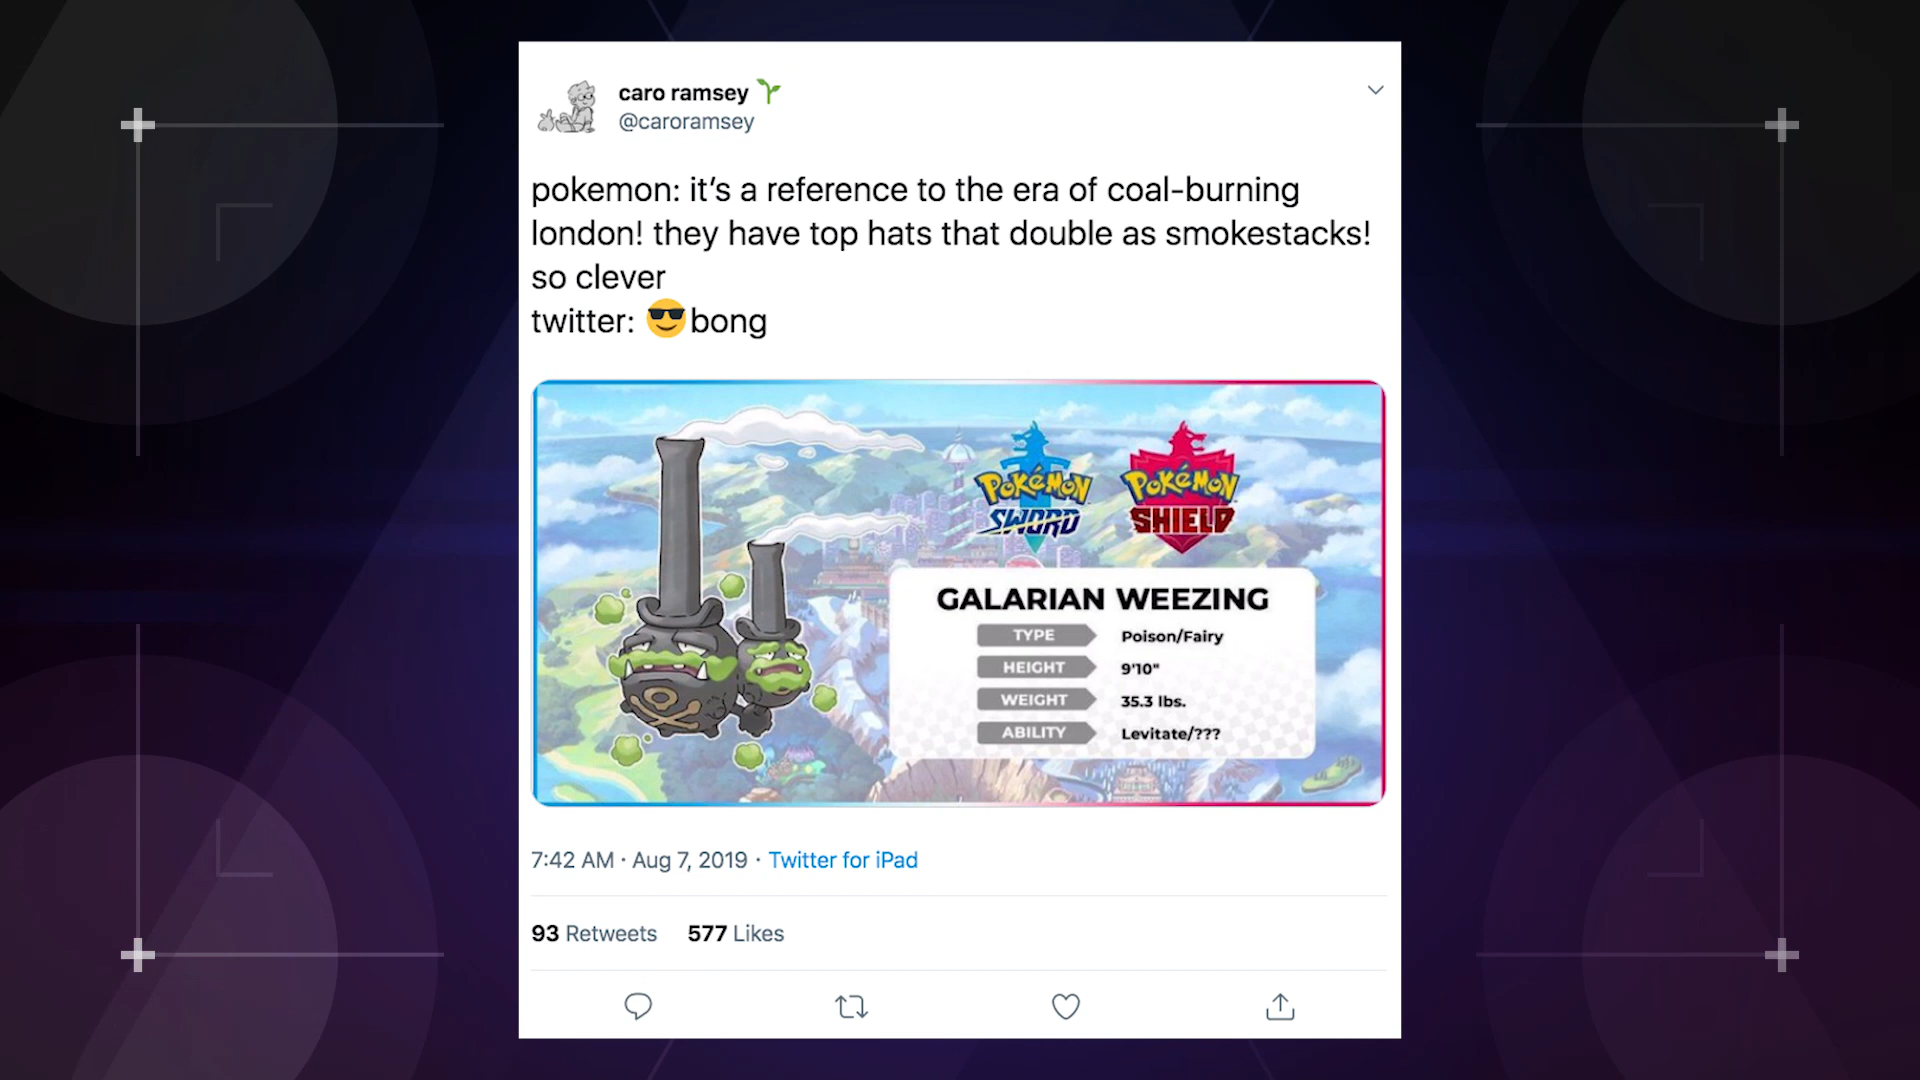 caro ramsey
@caroramsey
pokemon: it’s a reference to the era of coal-burning
london! they have top hats that double as smokestacks!
so clever
twitter: 😎bong
POKéMON SWORD
POKéMON SHIELD
GALARIAN WEEZING
TYPE Poison/Fairy
HEIGHT 9'10"
WEIGHT 35.3 lbs.
ABILITY Levitate/???
7:42 AM · Aug 7, 2019 · Twitter for iPad
93 Retweets 577 Likes